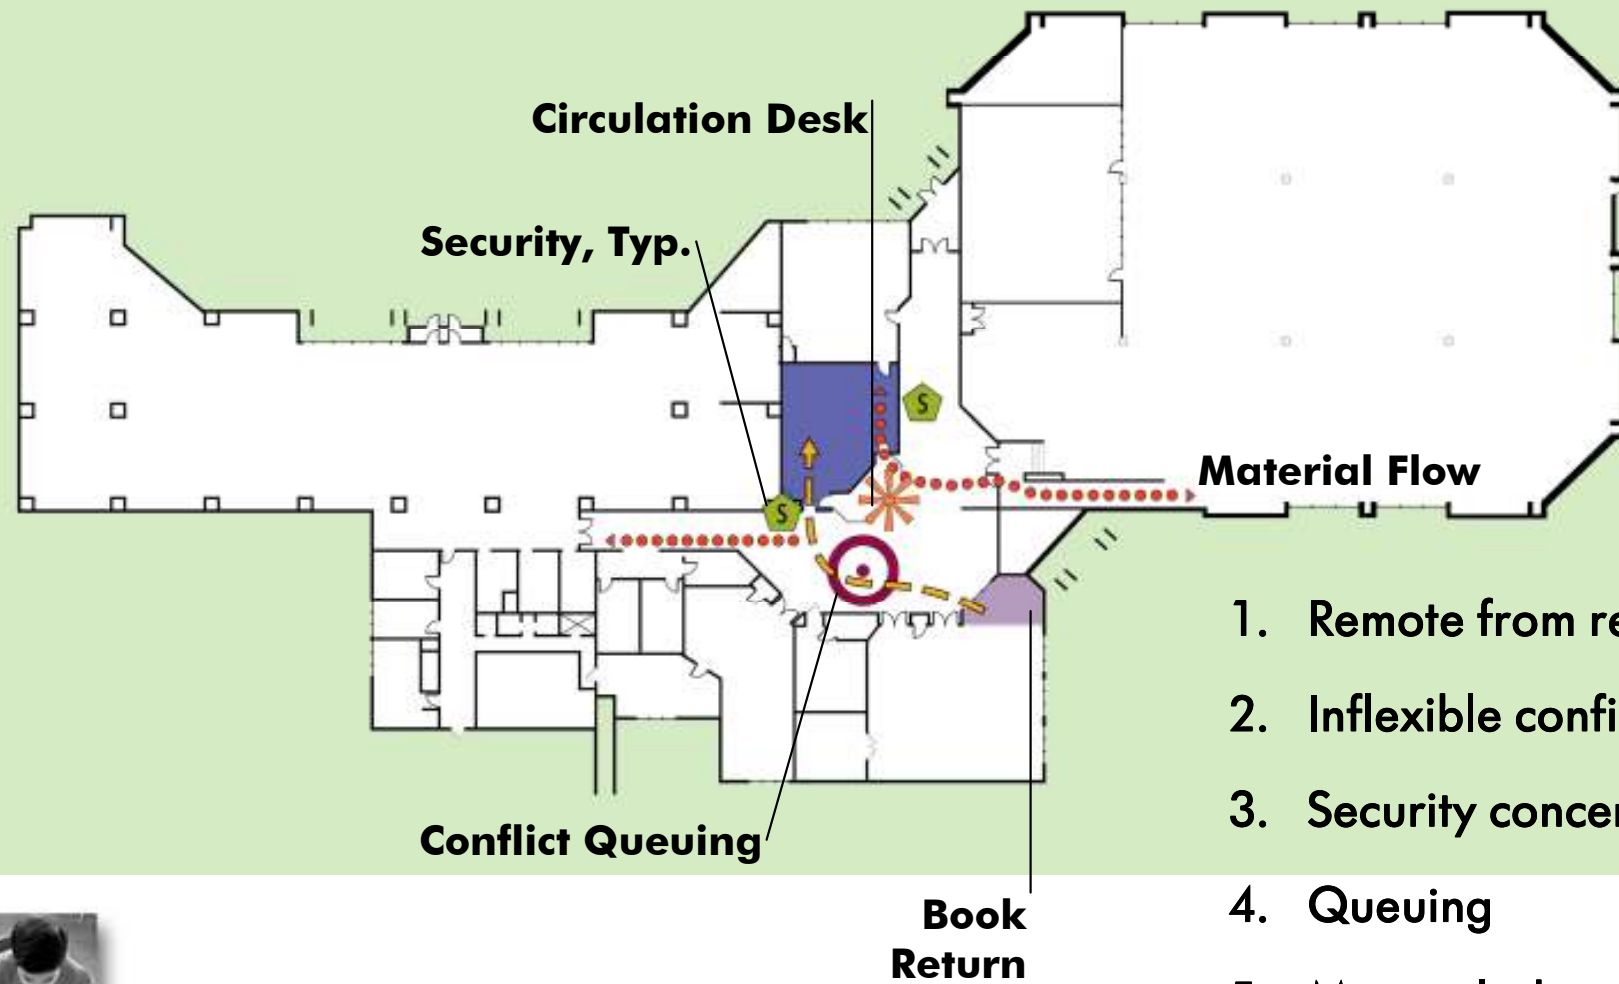 Circulation Desk
Security, Typ.
S
Material Flow
S
1. Remote from
2. Inflexible
3. Security
Conflict Queuing
4. Queuing
Book
Return